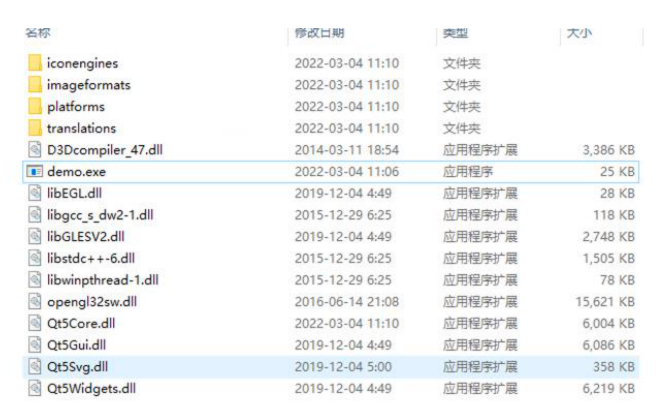 名称 修改日期 类型 大小
iconengines 2022-03-04 11:10 文件夹
imageformats 2022-03-04 11:10 文件夹
platforms 2022-03-04 11:10 文件夹
translations 2022-03-04 11:10 文件夹
D3Dcompiler_47.dll 2014-03-11 18:54 应用程序扩展 3,386 KB
demo.exe 2022-03-04 11:06 应用程序 25 KB
libEGL.dll 2019-12-04 4:49 应用程序扩展 28 KB
libgcc_s_dw2-1.dll 2015-12-29 6:25 应用程序扩展 118 KB
libGLESV2.dll 2019-12-04 4:49 应用程序扩展 2,748 KB
libstdc++-6.dll 2015-12-29 6:25 应用程序扩展 1,505 KB
libwinpthread-1.dll 2015-12-29 6:25 应用程序扩展 78 KB
opengl32sw.dll 2016-06-14 21:08 应用程序扩展 15,621 KB
Qt5Core.dll 2022-03-04 11:10 应用程序扩展 6,004 KB
Qt5Gui.dll 2019-12-04 4:49 应用程序扩展 6,086 KB
Qt5Svg.dll 2019-12-04 5:00 应用程序扩展 358 KB
Qt5Widgets.dll 2019-12-04 4:49 应用程序扩展 6,219 KB